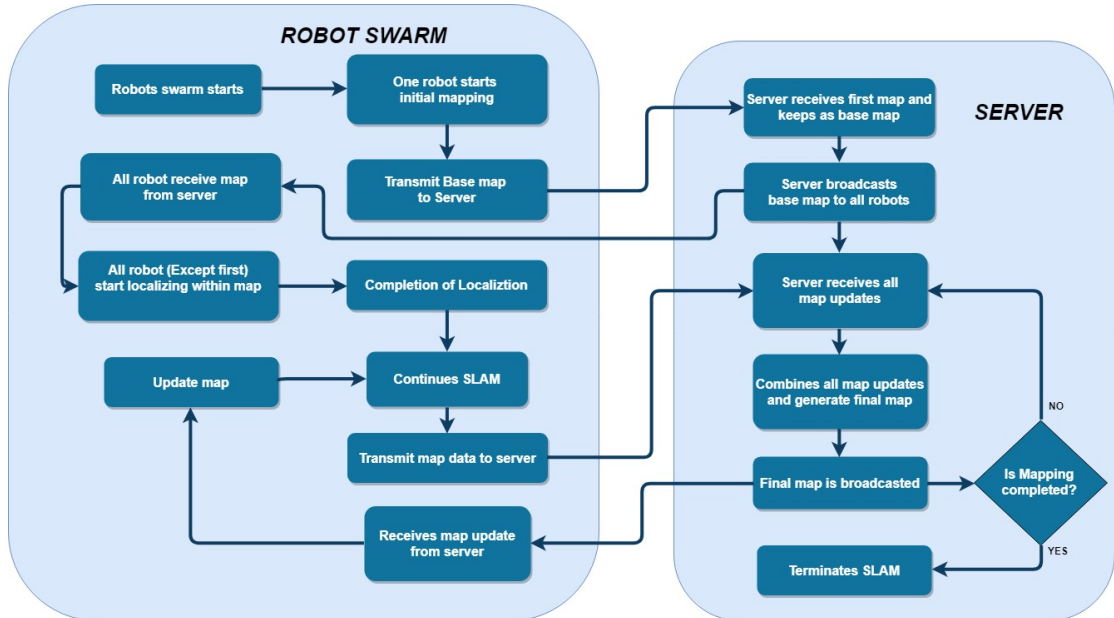 ROBOT SWARM
Robots swarm starts
One robot starts
initial mapping
Transmit Base map
to Server
All robot receive map
from server
All robot (Except first)
start localizing within map
Completion of Localiztion
Update map
Continues SLAM
Transmit map data to server
Receives map update
from server
SERVER
Server receives first map and
keeps as base map
Server broadcasts
base map to all robots
Server receives all
map updates
Combines all map updates
and generate final map
Final map is broadcasted
Is Mapping
completed?
NO
YES
Terminates SLAM